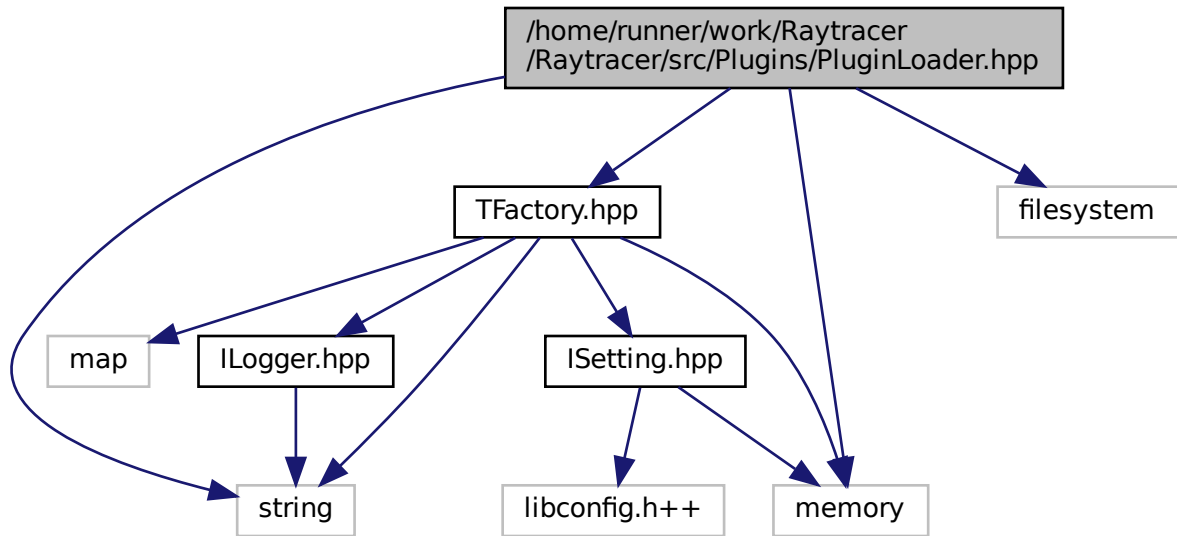 /home/runner/work/Raytracer
/Raytracer/src/Plugins/PluginLoader.hpp
TFactory.hpp
filesystem
map
ILogger.hpp
ISetting.hpp
string
libconfig.h++
memory